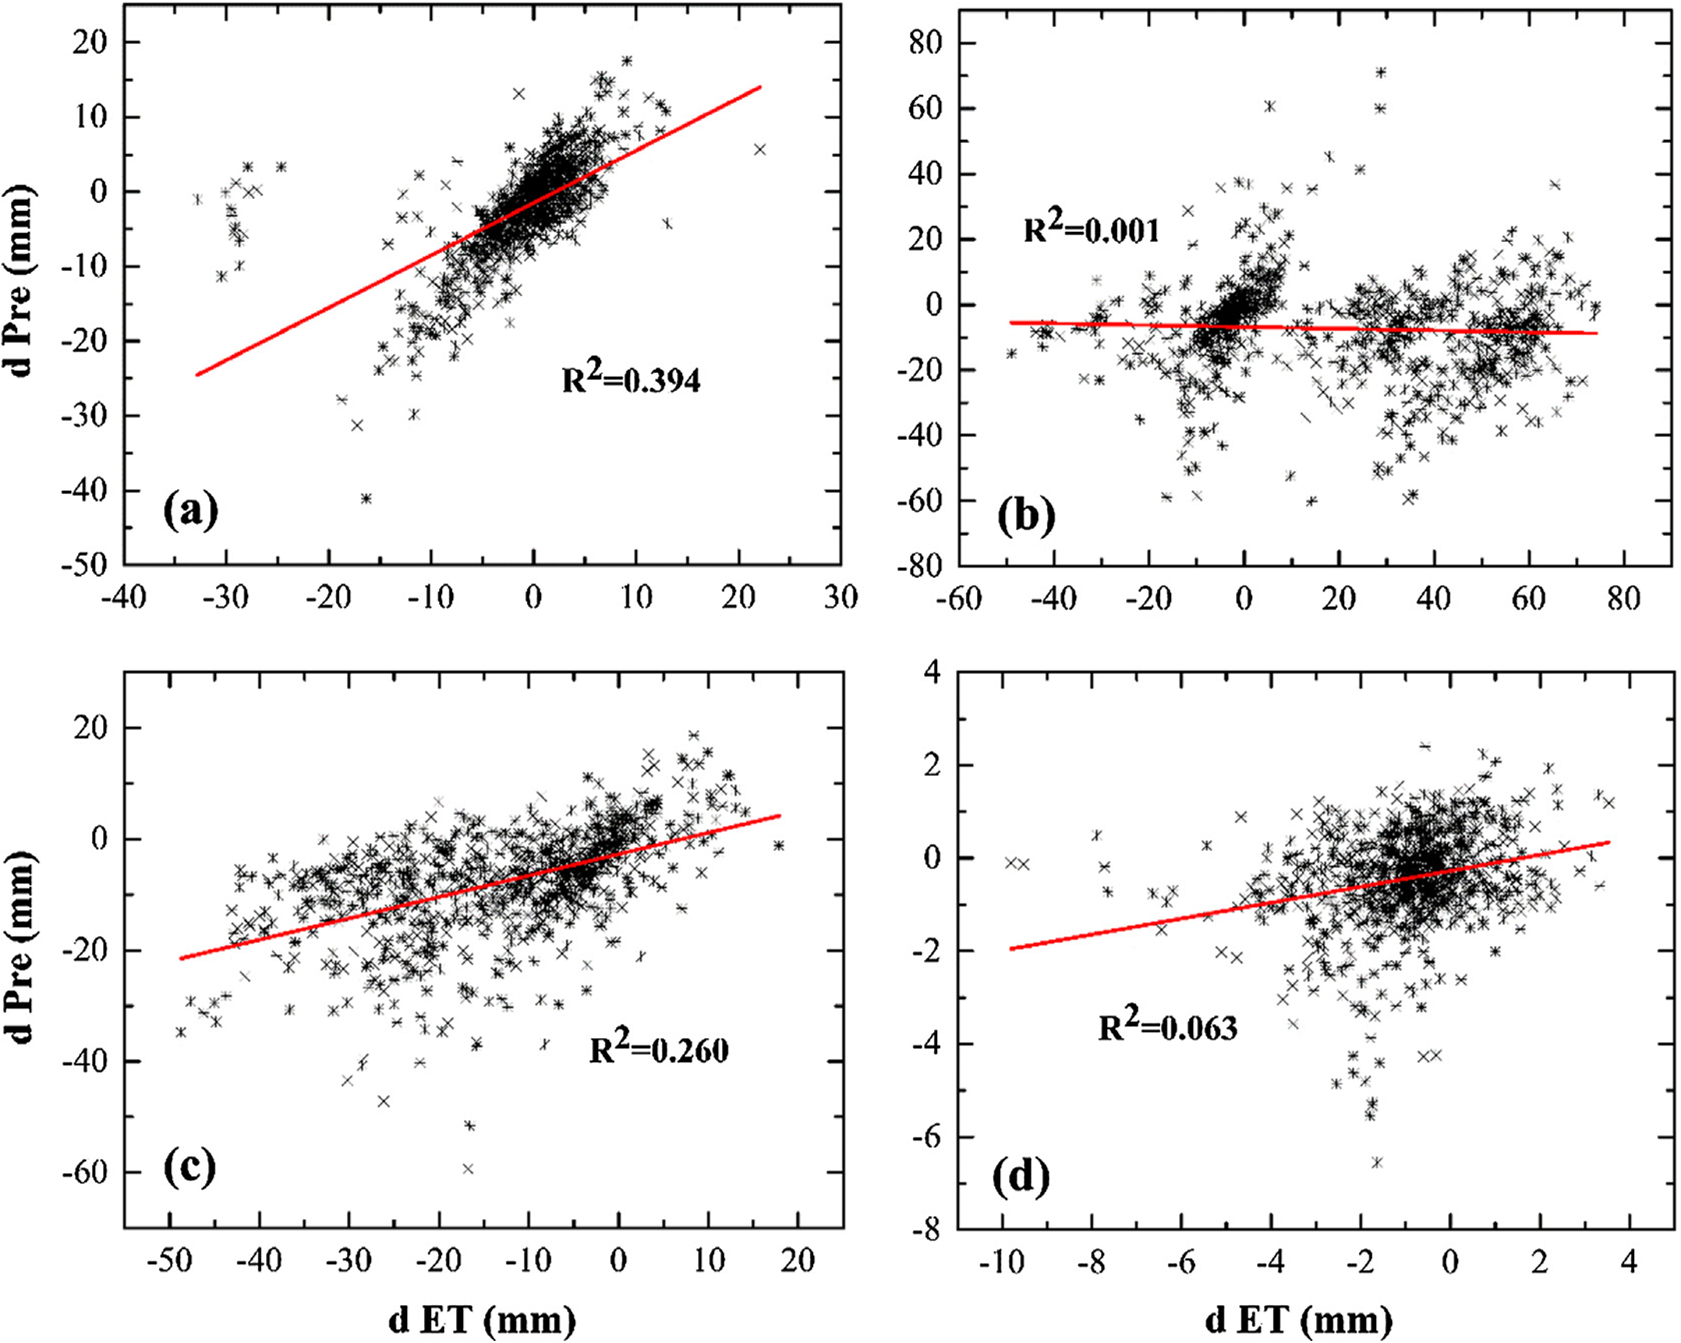 20
10
0
-10
-20
-30
-40
-50
-40 -30 -20 -10 0 10 20 30
d Pre (mm)
R²=0.394
(a)
80
60
40
20
0
-20
-40
-60
-80
-60 -40 -20 0 20 40 60 80
R²=0.001
(b)
20
0
-20
-40
-60
-50 -40 -30 -20 -10 0 10 20
d Pre (mm)
R²=0.260
(c)
d ET (mm)
4
2
0
-2
-4
-6
-8
-10 -8 -6 -4 -2 0 2 4
R²=0.063
(d)
d ET (mm)